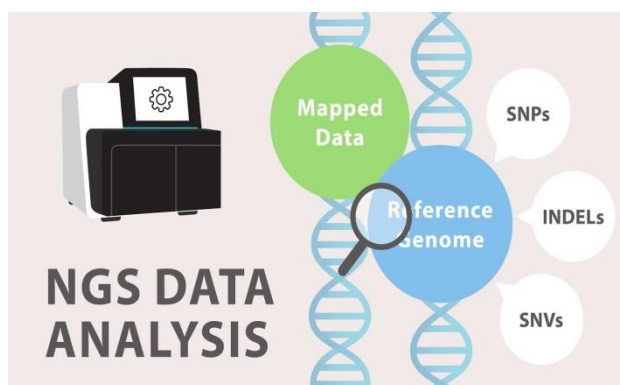 Mapped
Data
Reference
Genome
SNPs
INDELs
SNVs
NGS DATA
ANALYSIS